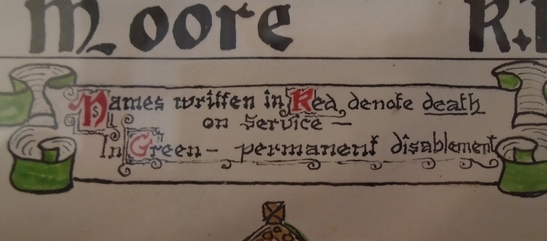 Moore R.
Names written in Red, denote death
on Service —
In Green - permanent disablement